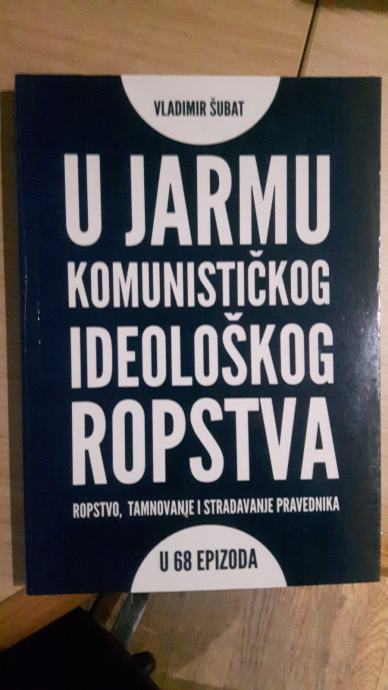 VLADIMIR ŠUBAT
U JARMU
KOMUNISTIČKOG
IDEOLOŠKOG
ROPSTVA
ROPSTVO, TAMNOVANJE I STRADAVANJE PRAVEDNIKA
U 68 EPIZODA